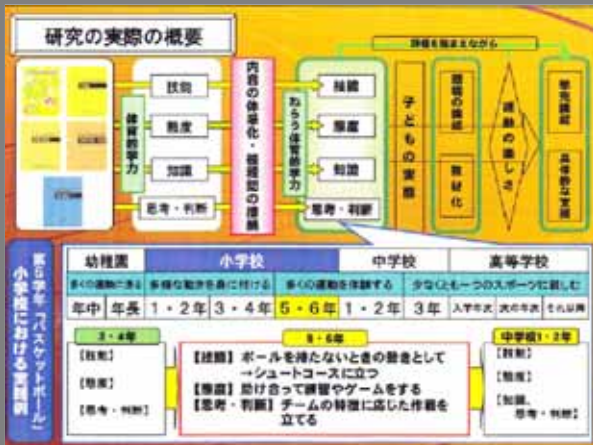 研究の実際の概要
評価を踏まえながら
体育的学力
技能
態度
知識
思考・判断
内容の体系化・校種間の接続
ねらう体育的学力
技能
態度
知識
思考・判断
子どもの実態
教材化
運動の楽しさ
単元構成
具体的な支援
第5学年「バスケットボール」
小学校における実践例
幼稚園
小学校
中学校
高等学校
多くの運動に浸る
多様な動きを身に付ける
多くの運動を体験する
少なくとも一つのスポーツに親しむ
年中
年長
1・2年
3・4年
5・6年
1・2年
3年
入学年次
次の年次
それ以降
3・4年
【技能】
【態度】
【思考・判断】
5・6年
【技能】ボールを持たないときの動きとして
→シュートコースに立つ
【態度】助け合って練習やゲームをする
【思考・判断】チームの特徴に応じた作戦を
立てる
中学校1・2年
【技能】
【態度】
【知識、
思考・判断】